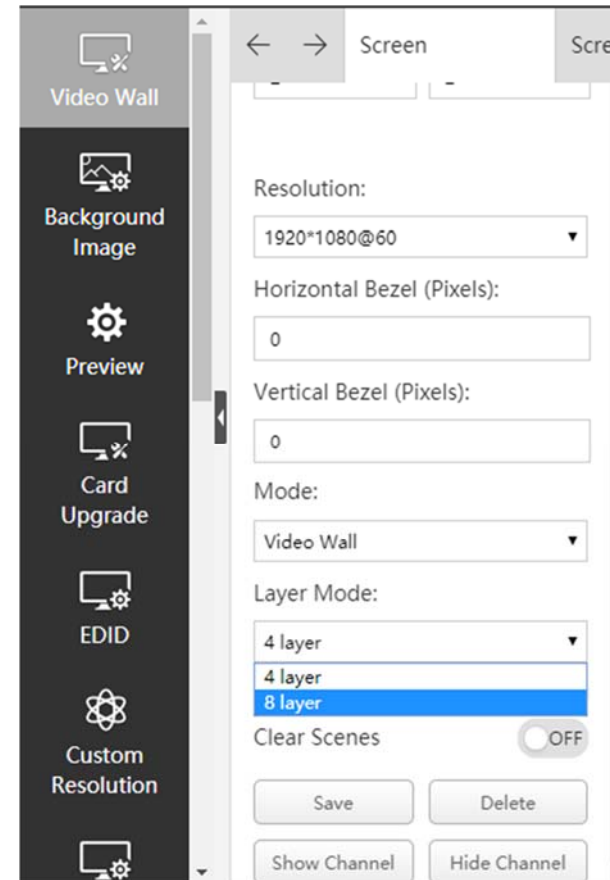 Video Wall
Background
Image
Preview
Card
Upgrade
EDID
Custom
Resolution
Screen
Scre
Resolution:
1920*1080@60
Horizontal Bezel (Pixels):
0
Vertical Bezel (Pixels):
0
Mode:
Video Wall
Layer Mode:
4 layer
4 layer
8 layer
Clear Scenes
OFF
Save
Delete
Show Channel
Hide Channel